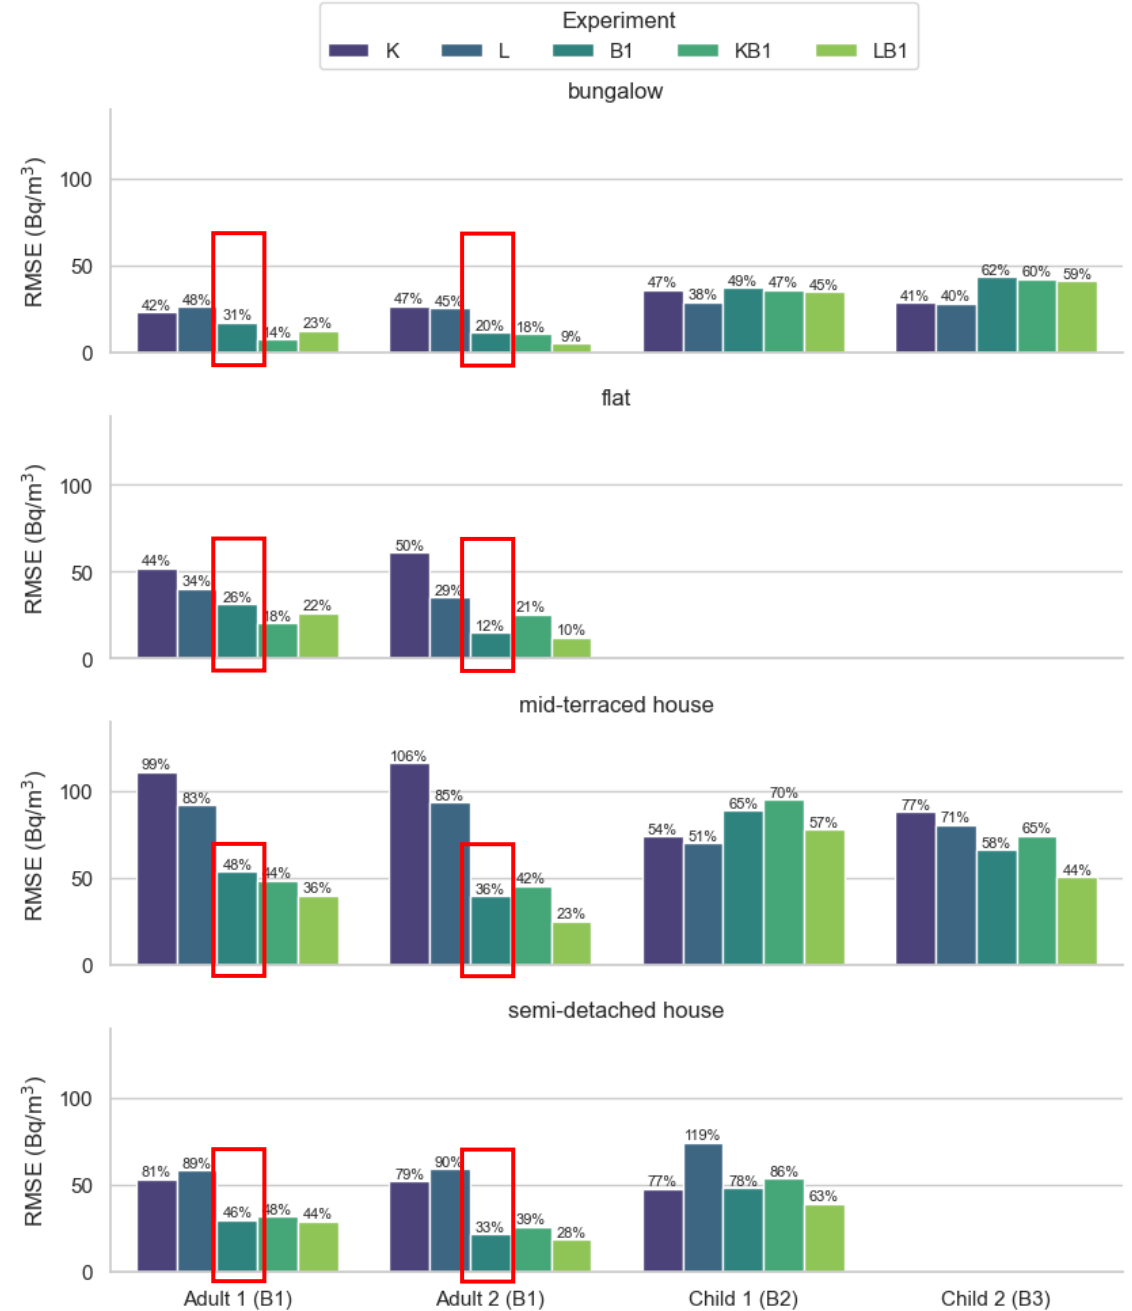 Experiment
K L B1 KB1 LB1
bungalow
RMSE (Bq/m³)
100
50
0
42% 48% 31% 14% 23%
47% 45% 20% 18% 9%
47% 38% 49% 47% 45%
41% 40% 62% 60% 59%
flat
RMSE (Bq/m³)
100
50
0
44% 34% 26% 18% 22%
50% 29% 12% 21% 10%
mid-terraced house
RMSE (Bq/m³)
100
50
0
99% 83% 48% 44% 36%
106% 85% 36% 42% 23%
54% 51% 65% 70% 57%
77% 71% 58% 65% 44%
semi-detached house
RMSE (Bq/m³)
100
50
0
81% 89% 46% 48% 44%
79% 90% 33% 39% 28%
77% 119% 78% 86% 63%
Adult 1 (B1) Adult 2 (B1) Child 1 (B2) Child 2 (B3)